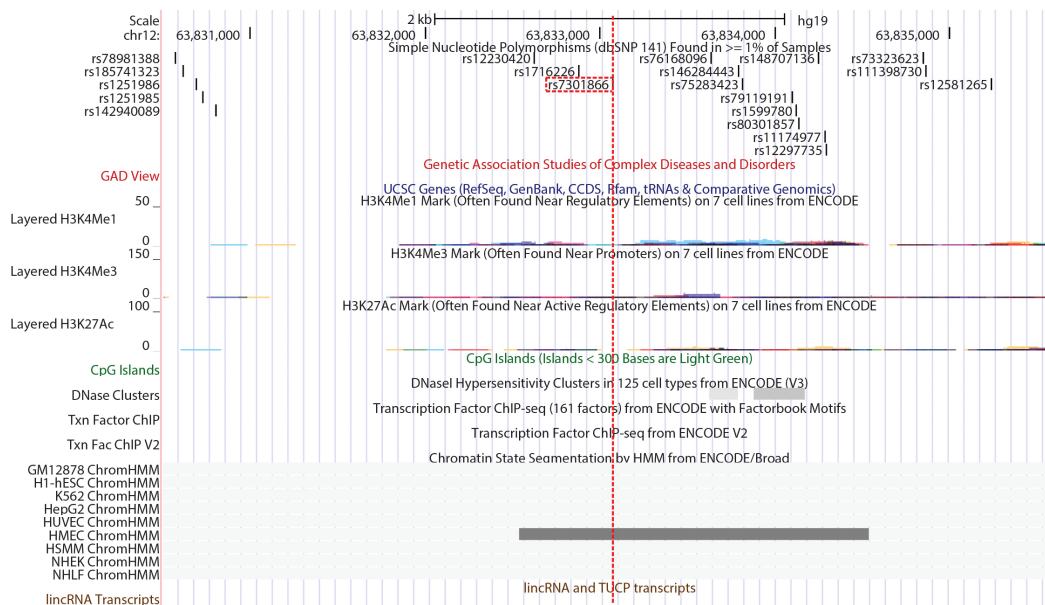 Scale 2 kb hg19
chr12: 63,831,000 63,832,000 63,833,000 63,834,000 63,835,000
Simple Nucleotide Polymorphisms (dbSNP 141) Found in >= 1% of Samples
rs78981388 rs12230420 rs76168096 rs148707136 rs73323623
rs185741323 rs1716226 rs146284443 rs111398730
rs1251986 rs7301866 rs75283423 rs12581265
rs1251985 rs79119191
rs142940089 rs1599780
rs80301857
rs11174977
rs12297735
Genetic Association Studies of Complex Diseases and Disorders
GAD View
UCSC Genes (RefSeq, GenBank, CCDS, Rfam, tRNAs & Comparative Genomics)
H3K4Me1 Mark (Often Found Near Regulatory Elements) on 7 cell lines from ENCODE
50
Layered H3K4Me1
0
H3K4Me3 Mark (Often Found Near Promoters) on 7 cell lines from ENCODE
150
Layered H3K4Me3
0
H3K27Ac Mark (Often Found Near Active Regulatory Elements) on 7 cell lines from ENCODE
100
Layered H3K27Ac
0
CpG Islands (Islands < 300 Bases are Light Green)
CpG Islands
DNaseI Hypersensitivity Clusters in 125 cell types from ENCODE (V3)
DNase Clusters
Transcription Factor ChIP-seq (161 factors) from ENCODE with Factorbook Motifs
Txn Factor ChIP
Transcription Factor ChIP-seq from ENCODE V2
Txn Fac ChIP V2
Chromatin State Segmentation by HMM from ENCODE/Broad
GM12878 ChromHMM
H1-hESC ChromHMM
K562 ChromHMM
HepG2 ChromHMM
HUVEC ChromHMM
HMEC ChromHMM
HSMM ChromHMM
NHEK ChromHMM
NHLF ChromHMM
lincRNA and TUCP transcripts
lincRNA Transcripts